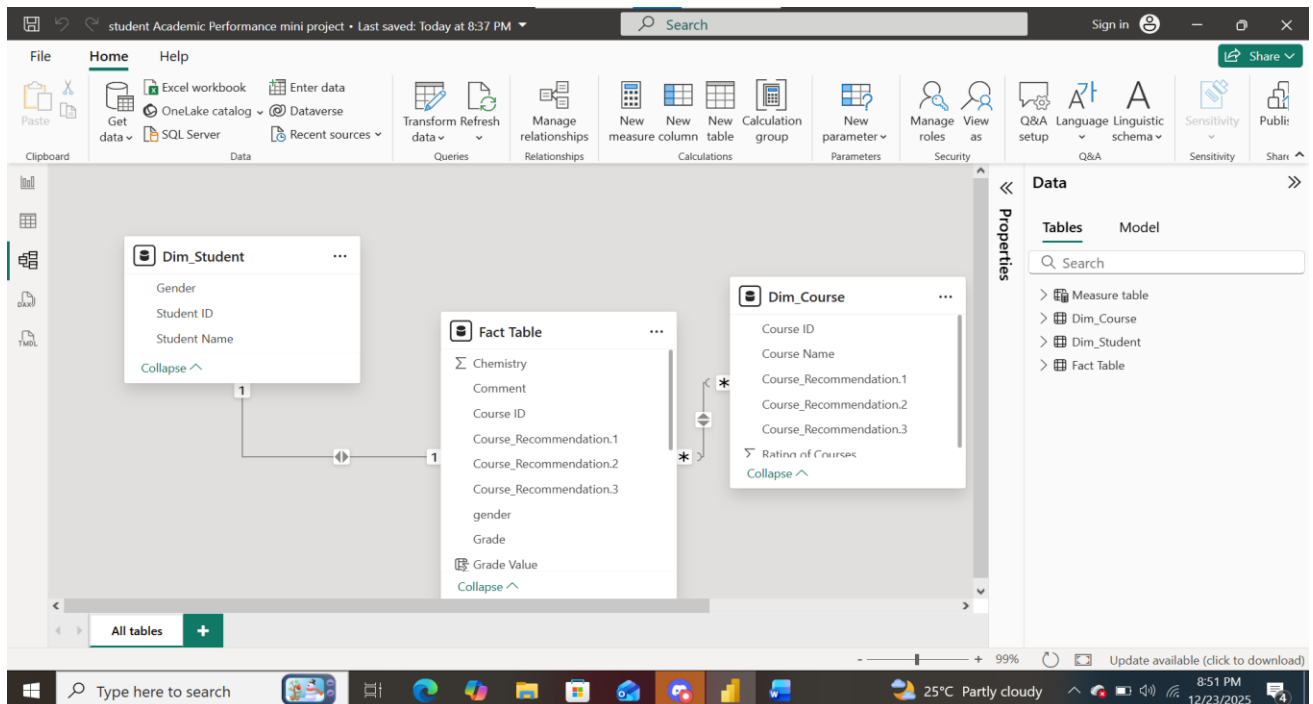 student Academic Performance mini project • Last saved: Today at 8:37 PM
Search
Sign in
File Home Help
Share
Paste
Clipboard
Get data
Excel workbook
OneLake catalog
SQL Server
Enter data
Dataverse
Recent sources
Data
Transform data
Refresh
Queries
Manage relationships
Relationships
New measure
New column
New table
Calculation group
Calculations
New parameter
Parameters
Manage roles
View as
Security
Q&A setup
Language
Linguistic schema
Q&A
Sensitivity
Sensitivity
Publis
Share
DAX
TMDL
Dim_Student
Gender
Student ID
Student Name
Collapse
1
1
Fact Table
Chemistry
Comment
Course ID
Course_Recommendation.1
Course_Recommendation.2
Course_Recommendation.3
gender
Grade
Grade Value
Collapse
*
*
Dim_Course
Course ID
Course Name
Course_Recommendation.1
Course_Recommendation.2
Course_Recommendation.3
Rating of Courses
Collapse
Properties
Data
Tables Model
Search
Measure table
Dim_Course
Dim_Student
Fact Table
All tables
99%
Update available (click to download)
Type here to search
25°C Partly cloudy
8:51 PM
12/23/2025
4